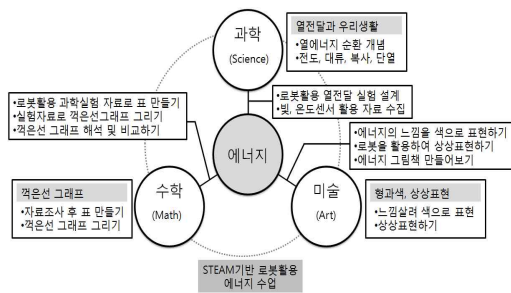 과학
(Science)
열전달과 우리생활
•열에너지 순환 개념
•전도, 대류, 복사, 단열
•로봇활용 과학실험 자료로 표 만들기
•실험자료로 꺽은선그래프 그리기
•꺽은선 그래프 해석 및 비교하기
•로봇활용 열전달 실험 설계
•빛, 온도센서 활용 자료 수집
에너지
•에너지의 느낌을 색으로 표현하기
•로봇을 활용하여 상상표현하기
•에너지 그림책 만들어보기
꺽은선 그래프
•자료조사 후 표 만들기
•꺽은선 그래프 그리기
수학
(Math)
미술
(Art)
형과색, 상상표현
•느낌살려 색으로 표현
•상상표현하기
STEAM기반 로봇활용
에너지 수업